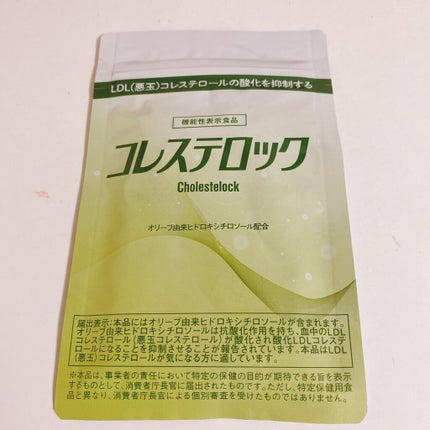 LDL(悪玉)コレステロールの酸化を抑制する
機能性表示食品
コレステロック
Cholestelock
オリーブ由来ヒドロキシチロソール配合
届出表示:本品にはオリーブ由来ヒドロキシチロソールが含まれます。
オリーブ由来ヒドロキシチロソールは抗酸化作用を持ち、血中のLDL
コレステロール(悪玉コレステロール)が酸化され酸化LDLコレステ
ロールになることを抑制させることが報告されています。本品はLDL
(悪玉)コレステロールが気になる方に適しています。
※本品は、事業者の責任において特定の保健の目的が期待できる旨を表示
するものとして、消費者庁長官に届出されたものです。ただし、特定保健用食
品と異なり、消費者庁長官による個別審査を受けたものではありません。